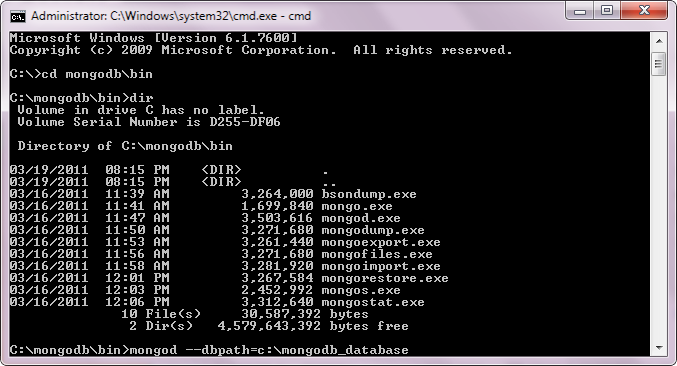 Administrator: C:\Windows\system32\cmd.exe - cmd
Microsoft Windows [Version 6.1.7600]
Copyright (c) 2009 Microsoft Corporation.  All rights reserved.
C:\>cd mongodb\bin
C:\mongodb\bin>dir
 Volume in drive C has no label.
 Volume Serial Number is D255-DF06
 Directory of C:\mongodb\bin
03/19/2011  08:15 PM    <DIR>          .
03/19/2011  08:15 PM    <DIR>          ..
03/16/2011  11:39 AM         3,264,000 bsondump.exe
03/16/2011  11:41 AM         1,699,840 mongo.exe
03/16/2011  11:47 AM         3,503,616 mongod.exe
03/16/2011  11:50 AM         3,271,680 mongodump.exe
03/16/2011  11:53 AM         3,261,440 mongoexport.exe
03/16/2011  11:56 AM         3,271,680 mongofiles.exe
03/16/2011  11:58 AM         3,281,920 mongoimport.exe
03/16/2011  12:01 PM         3,267,584 mongorestore.exe
03/16/2011  12:03 PM         2,452,992 mongos.exe
03/16/2011  12:06 PM         3,312,640 mongostat.exe
              10 File(s)     30,587,392 bytes
               2 Dir(s)   4,579,643,392 bytes free
C:\mongodb\bin>mongod --dbpath=c:\mongodb_database